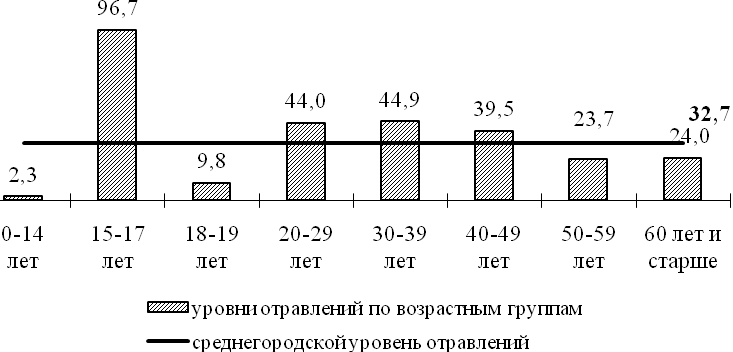 96,7
44,0
44,9
39,5
32,7
23,7
24,0
9,8
2,3
0-14 лет
15-17 лет
18-19 лет
20-29 лет
30-39 лет
40-49 лет
50-59 лет
60 лет и старше
уровни отравлений по возрастным группам
среднегородской уровень отравлений